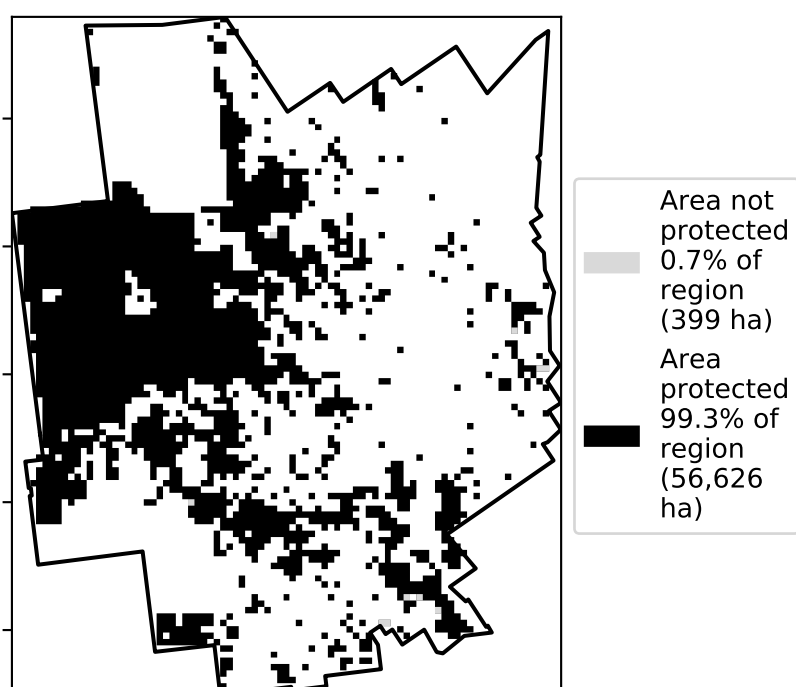 Area not
protected
0.7% of
region
(399 ha)
Area
protected
99.3% of
region
(56,626
ha)